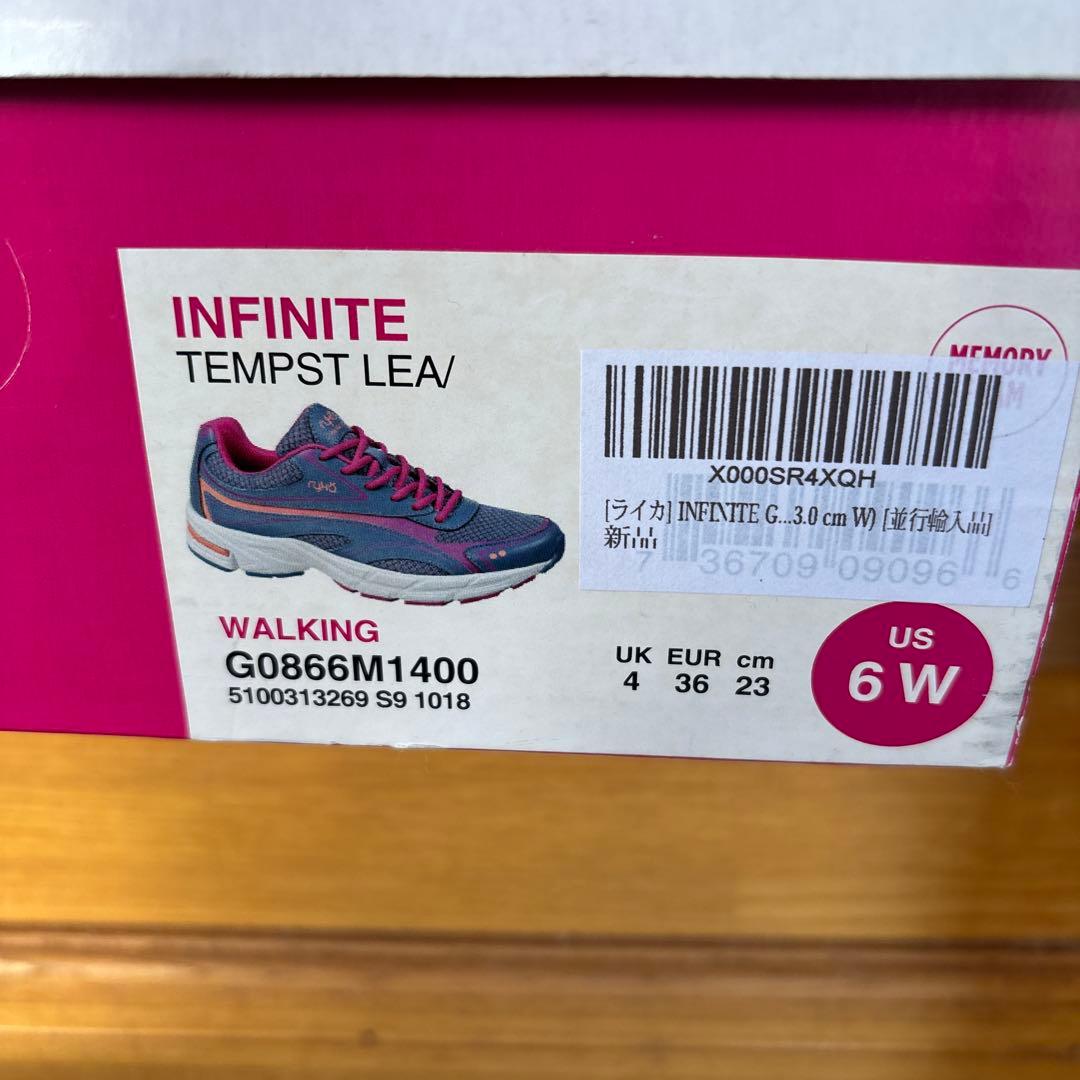 INFINITE
TEMPST LEA/
MEMORY
X000SR4XQH
[ライカ] INFINITE G...3.0 cm W) [並行輸入品]
新品
7 36709 09096 6
ryka
WALKING
G0866M1400
5100313269 S9 1018
UK EUR cm
4 36 23
US
6 W